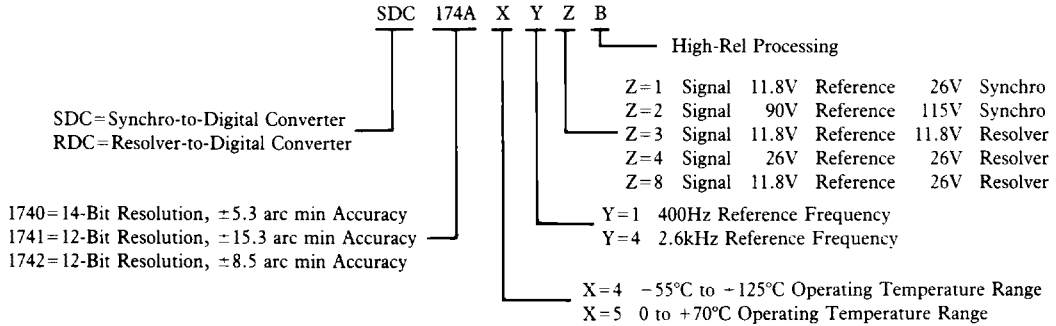 SDC 174A X Y Z B
High-Rel Processing
Z=1 Signal 11.8V Reference 26V Synchro
Z=2 Signal 90V Reference 115V Synchro
Z=3 Signal 11.8V Reference 11.8V Resolver
Z=4 Signal 26V Reference 26V Resolver
Z=8 Signal 11.8V Reference 26V Resolver
SDC=Synchro-to-Digital Converter
RDC=Resolver-to-Digital Converter
Y=1 400Hz Reference Frequency
Y=4 2.6kHz Reference Frequency
1740=14-Bit Resolution, ±5.3 arc min Accuracy
1741=12-Bit Resolution, ±15.3 arc min Accuracy
1742=12-Bit Resolution, ±8.5 arc min Accuracy
X=4 −55°C to +125°C Operating Temperature Range
X=5 0 to +70°C Operating Temperature Range